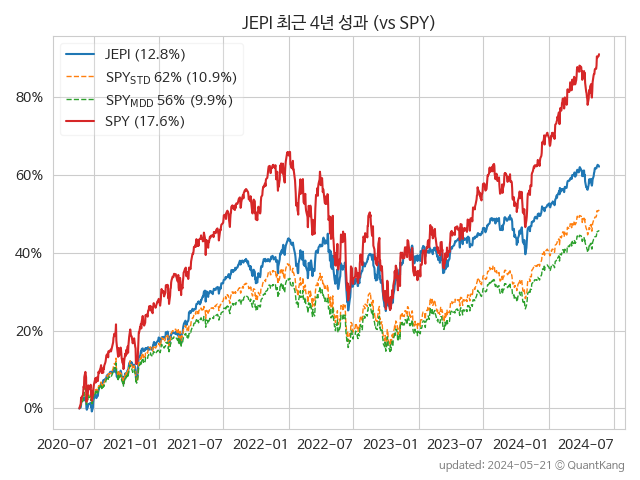 JEPI 최근 4년 성과 (vs SPY)
JEPI (12.8%)
SPY_STD 62% (10.9%)
SPY_MDD 56% (9.9%)
SPY (17.6%)
80%
60%
40%
20%
0%
2020-07 2021-01 2021-07 2022-01 2022-07 2023-01 2023-07 2024-01 2024-07
updated: 2024-05-21 © QuantKang